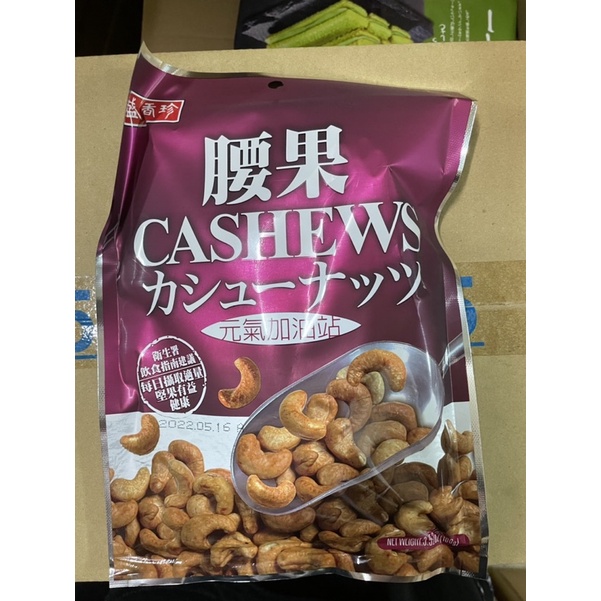 盛香珍
腰果
CASHEWS
カシューナッツ
元氣加油站
衛生署
飲食指南建議
每日攝取適量
堅果有益
健康
2022.05.16
NET WEIGHT